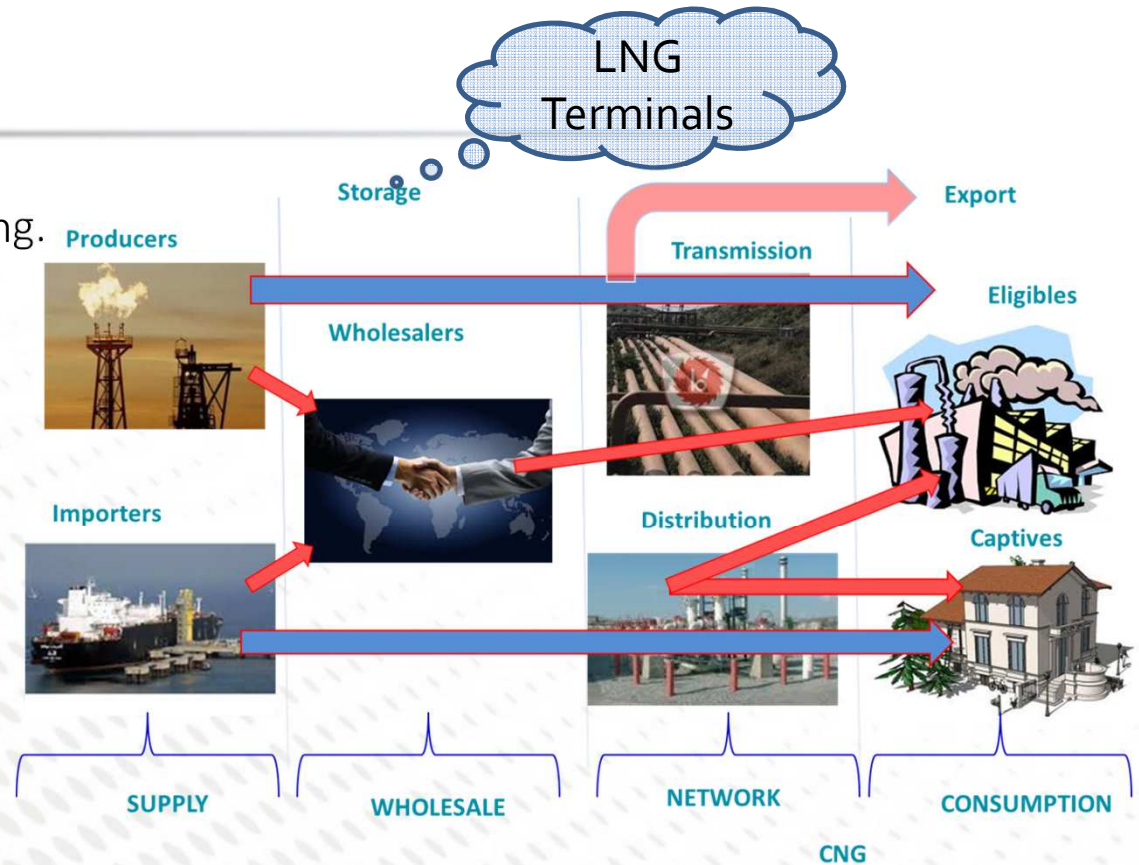 LNG
Terminals
Storage
Export
ng.
Producers
Transmission
Eligibles
Wholesalers
Importers
Distribution
Captives
SUPPLY
WHOLESALE
NETWORK
CONSUMPTION
CNG